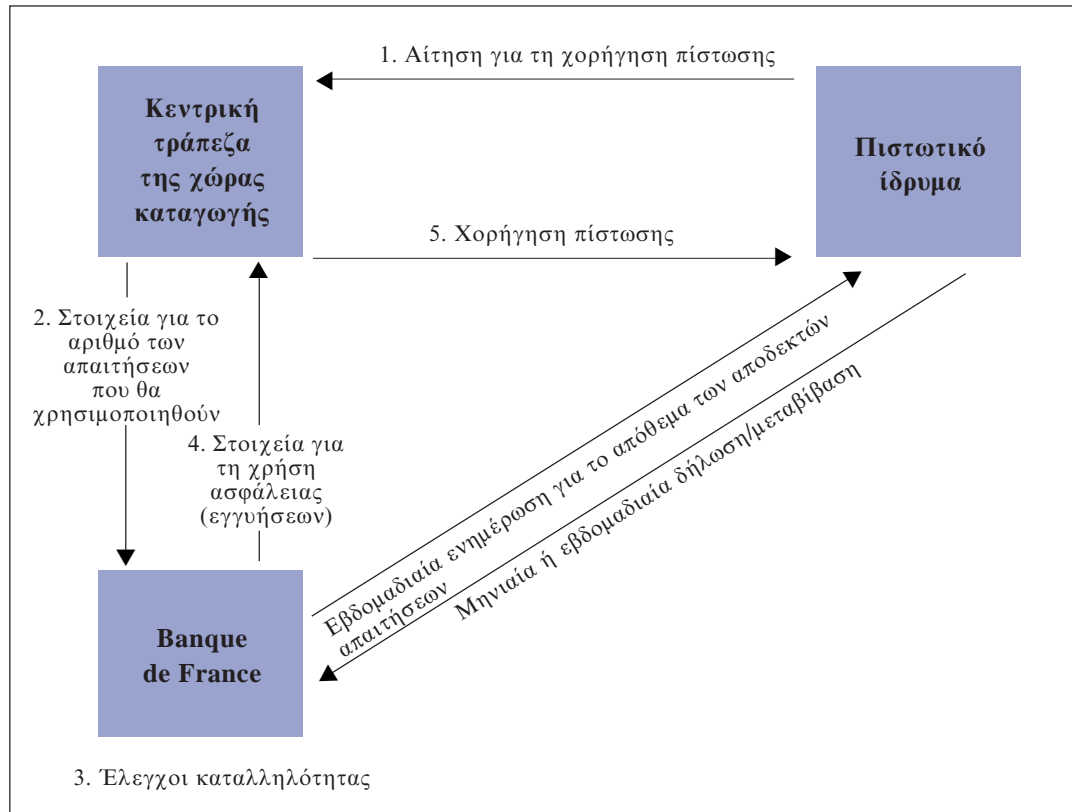 1. Αίτηση για τη χορήγηση πίστωσης
Κεντρική
τράπεζα
της χώρας
καταγωγής
Πιστωτικό
ίδρυμα
5. Χορήγηση πίστωσης
2. Στοιχεία για το
αριθμό των
απαιτήσεων
που θα
χρησιμοποιηθούν
4. Στοιχεία για
τη χρήση
ασφάλειας
(εγγυήσεων)
Εβδομαδιαία ενημέρωση για το απόθεμα των αποδεκτών
απαιτήσεων
Μηνιαία ή εβδομαδιαία δήλωση/μεταβίβαση
Banque
de France
3. Έλεγχοι καταλληλότητας